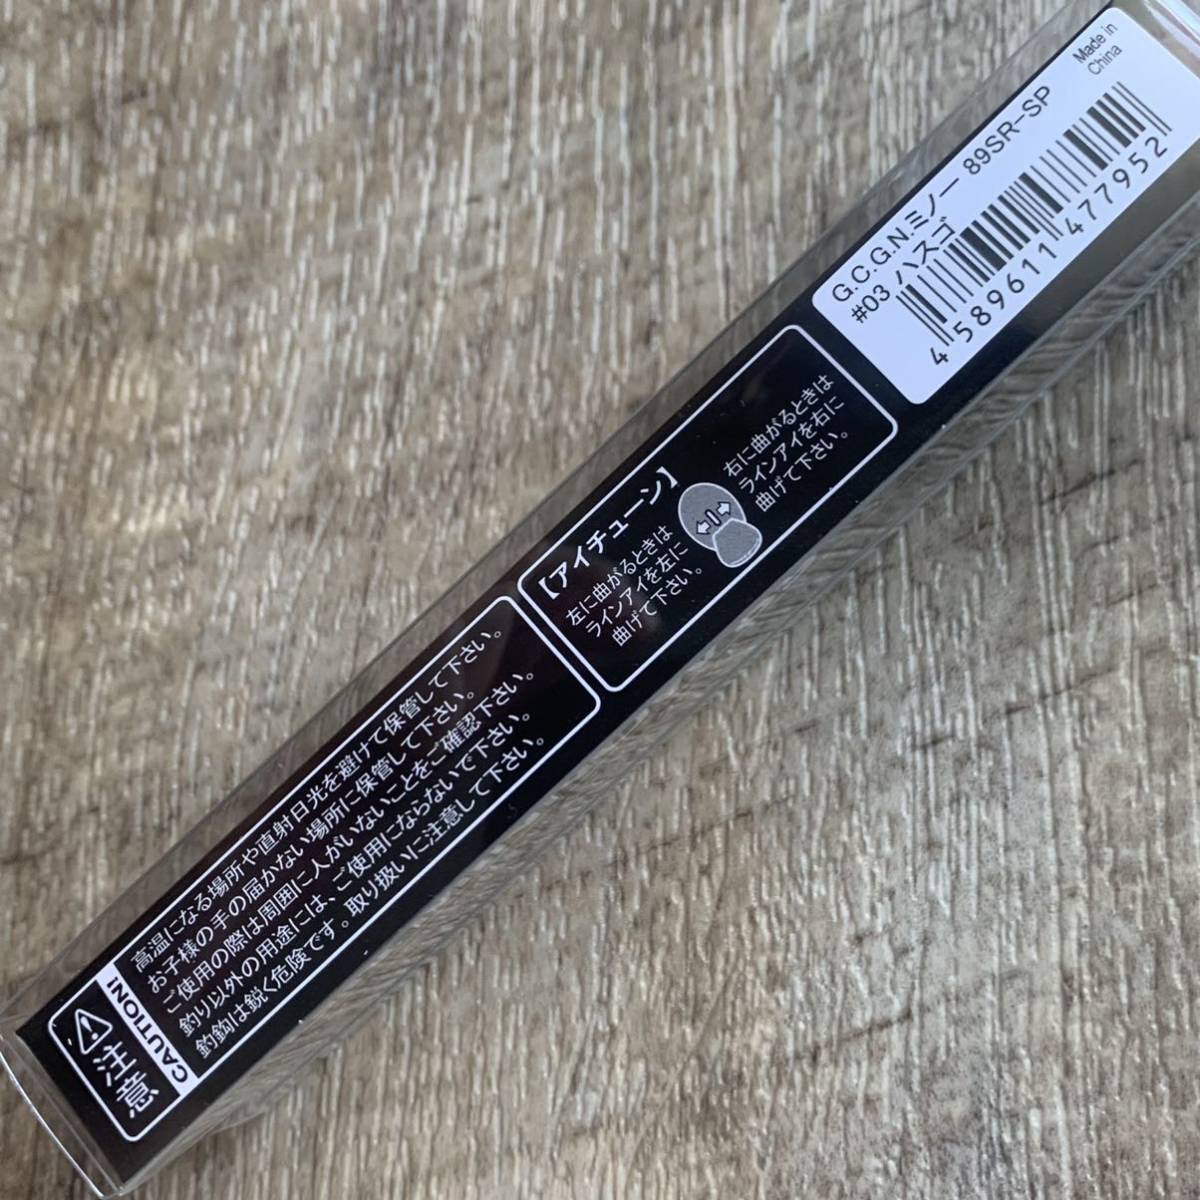 Made in
China
G.C.G.N.ミノー 89SR-SP
#03 ハスゴ
4 589611 477952
【アイチューン】
左に曲がるときは
ラインアイを左に
曲げて下さい。
右に曲がるときは
ラインアイを右に
曲げて下さい。
注意
CAUTION!
高温になる場所や直射日光を避けて保管して下さい。
お子様の手の届かない場所に保管して下さい。
ご使用の際は周囲に人がいないことをご確認下さい。
釣り以外の用途には、ご使用にならないで下さい。
釣鈎は鋭く危険です。取り扱いに注意して下さい。